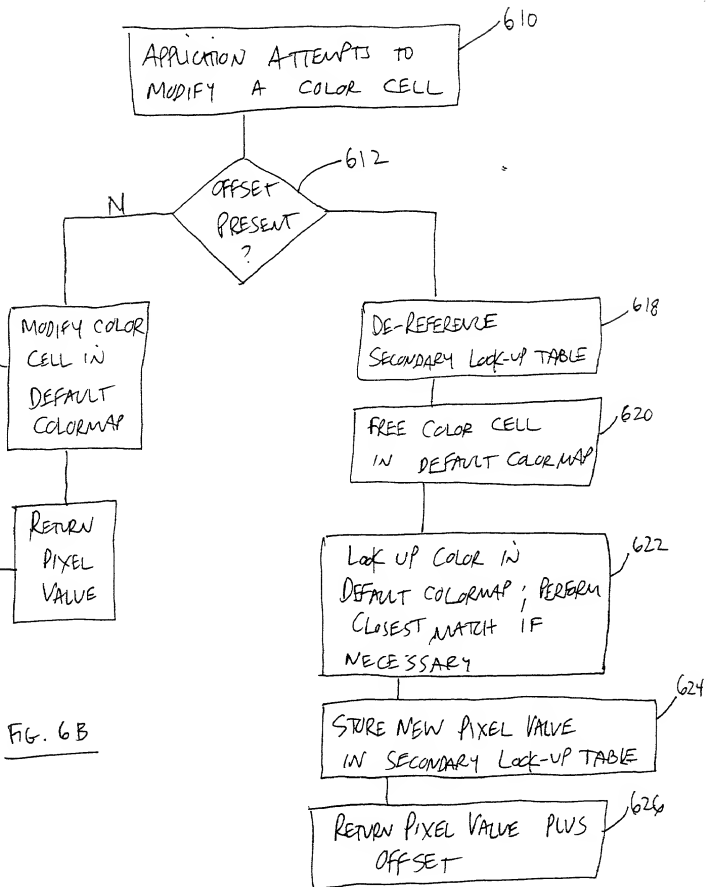 610
APPLICATION ATTEMPTS TO
MODIFY A COLOR CELL
612
OFFSET
PRESENT
?
N
MODIFY COLOR
CELL IN
DEFAULT
COLORMAP
RETURN
PIXEL
VALUE
618
DE-REFERENCE
SECONDARY LOOK-UP TABLE
620
FREE COLOR CELL
IN DEFAULT COLORMAP
622
LOOK UP COLOR IN
DEFAULT COLORMAP; PERFORM
CLOSEST MATCH IF
NECESSARY
624
STORE NEW PIXEL VALUE
IN SECONDARY LOOK-UP TABLE
626
RETURN PIXEL VALUE PLUS
OFFSET
FIG. 6B